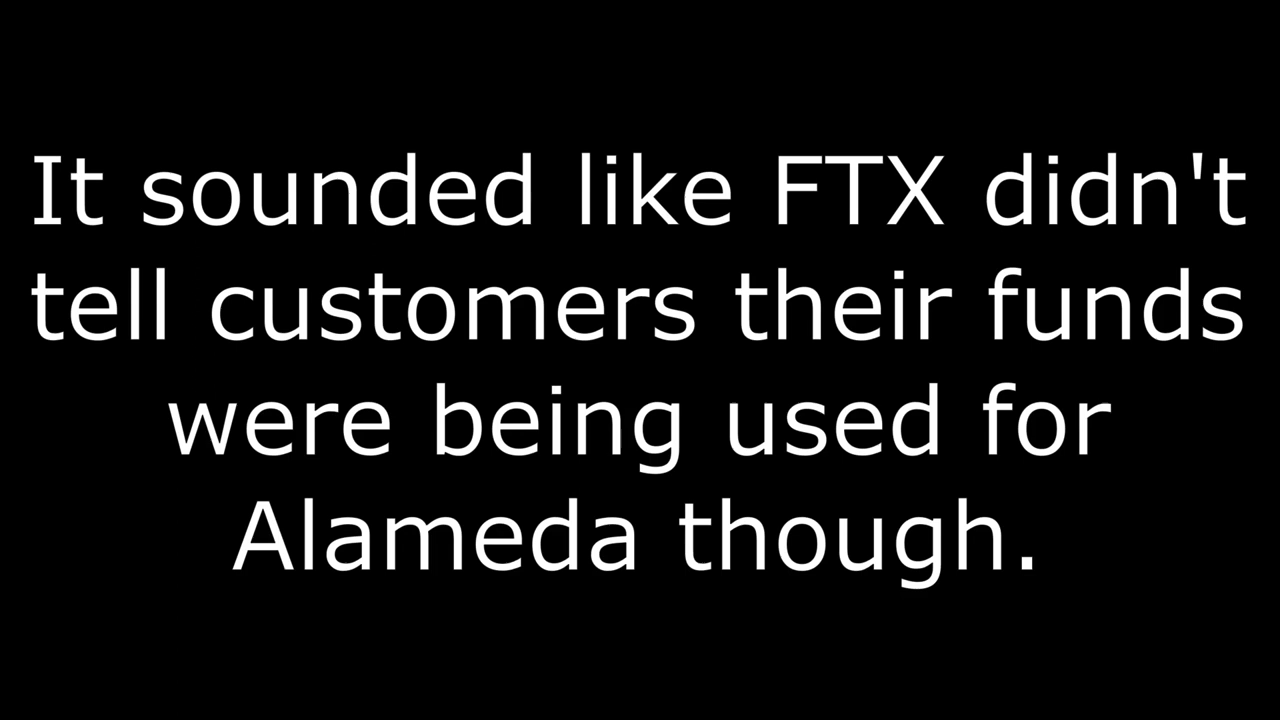 It sounded like FTX didn't
tell customers their funds
were being used for
Alameda though.